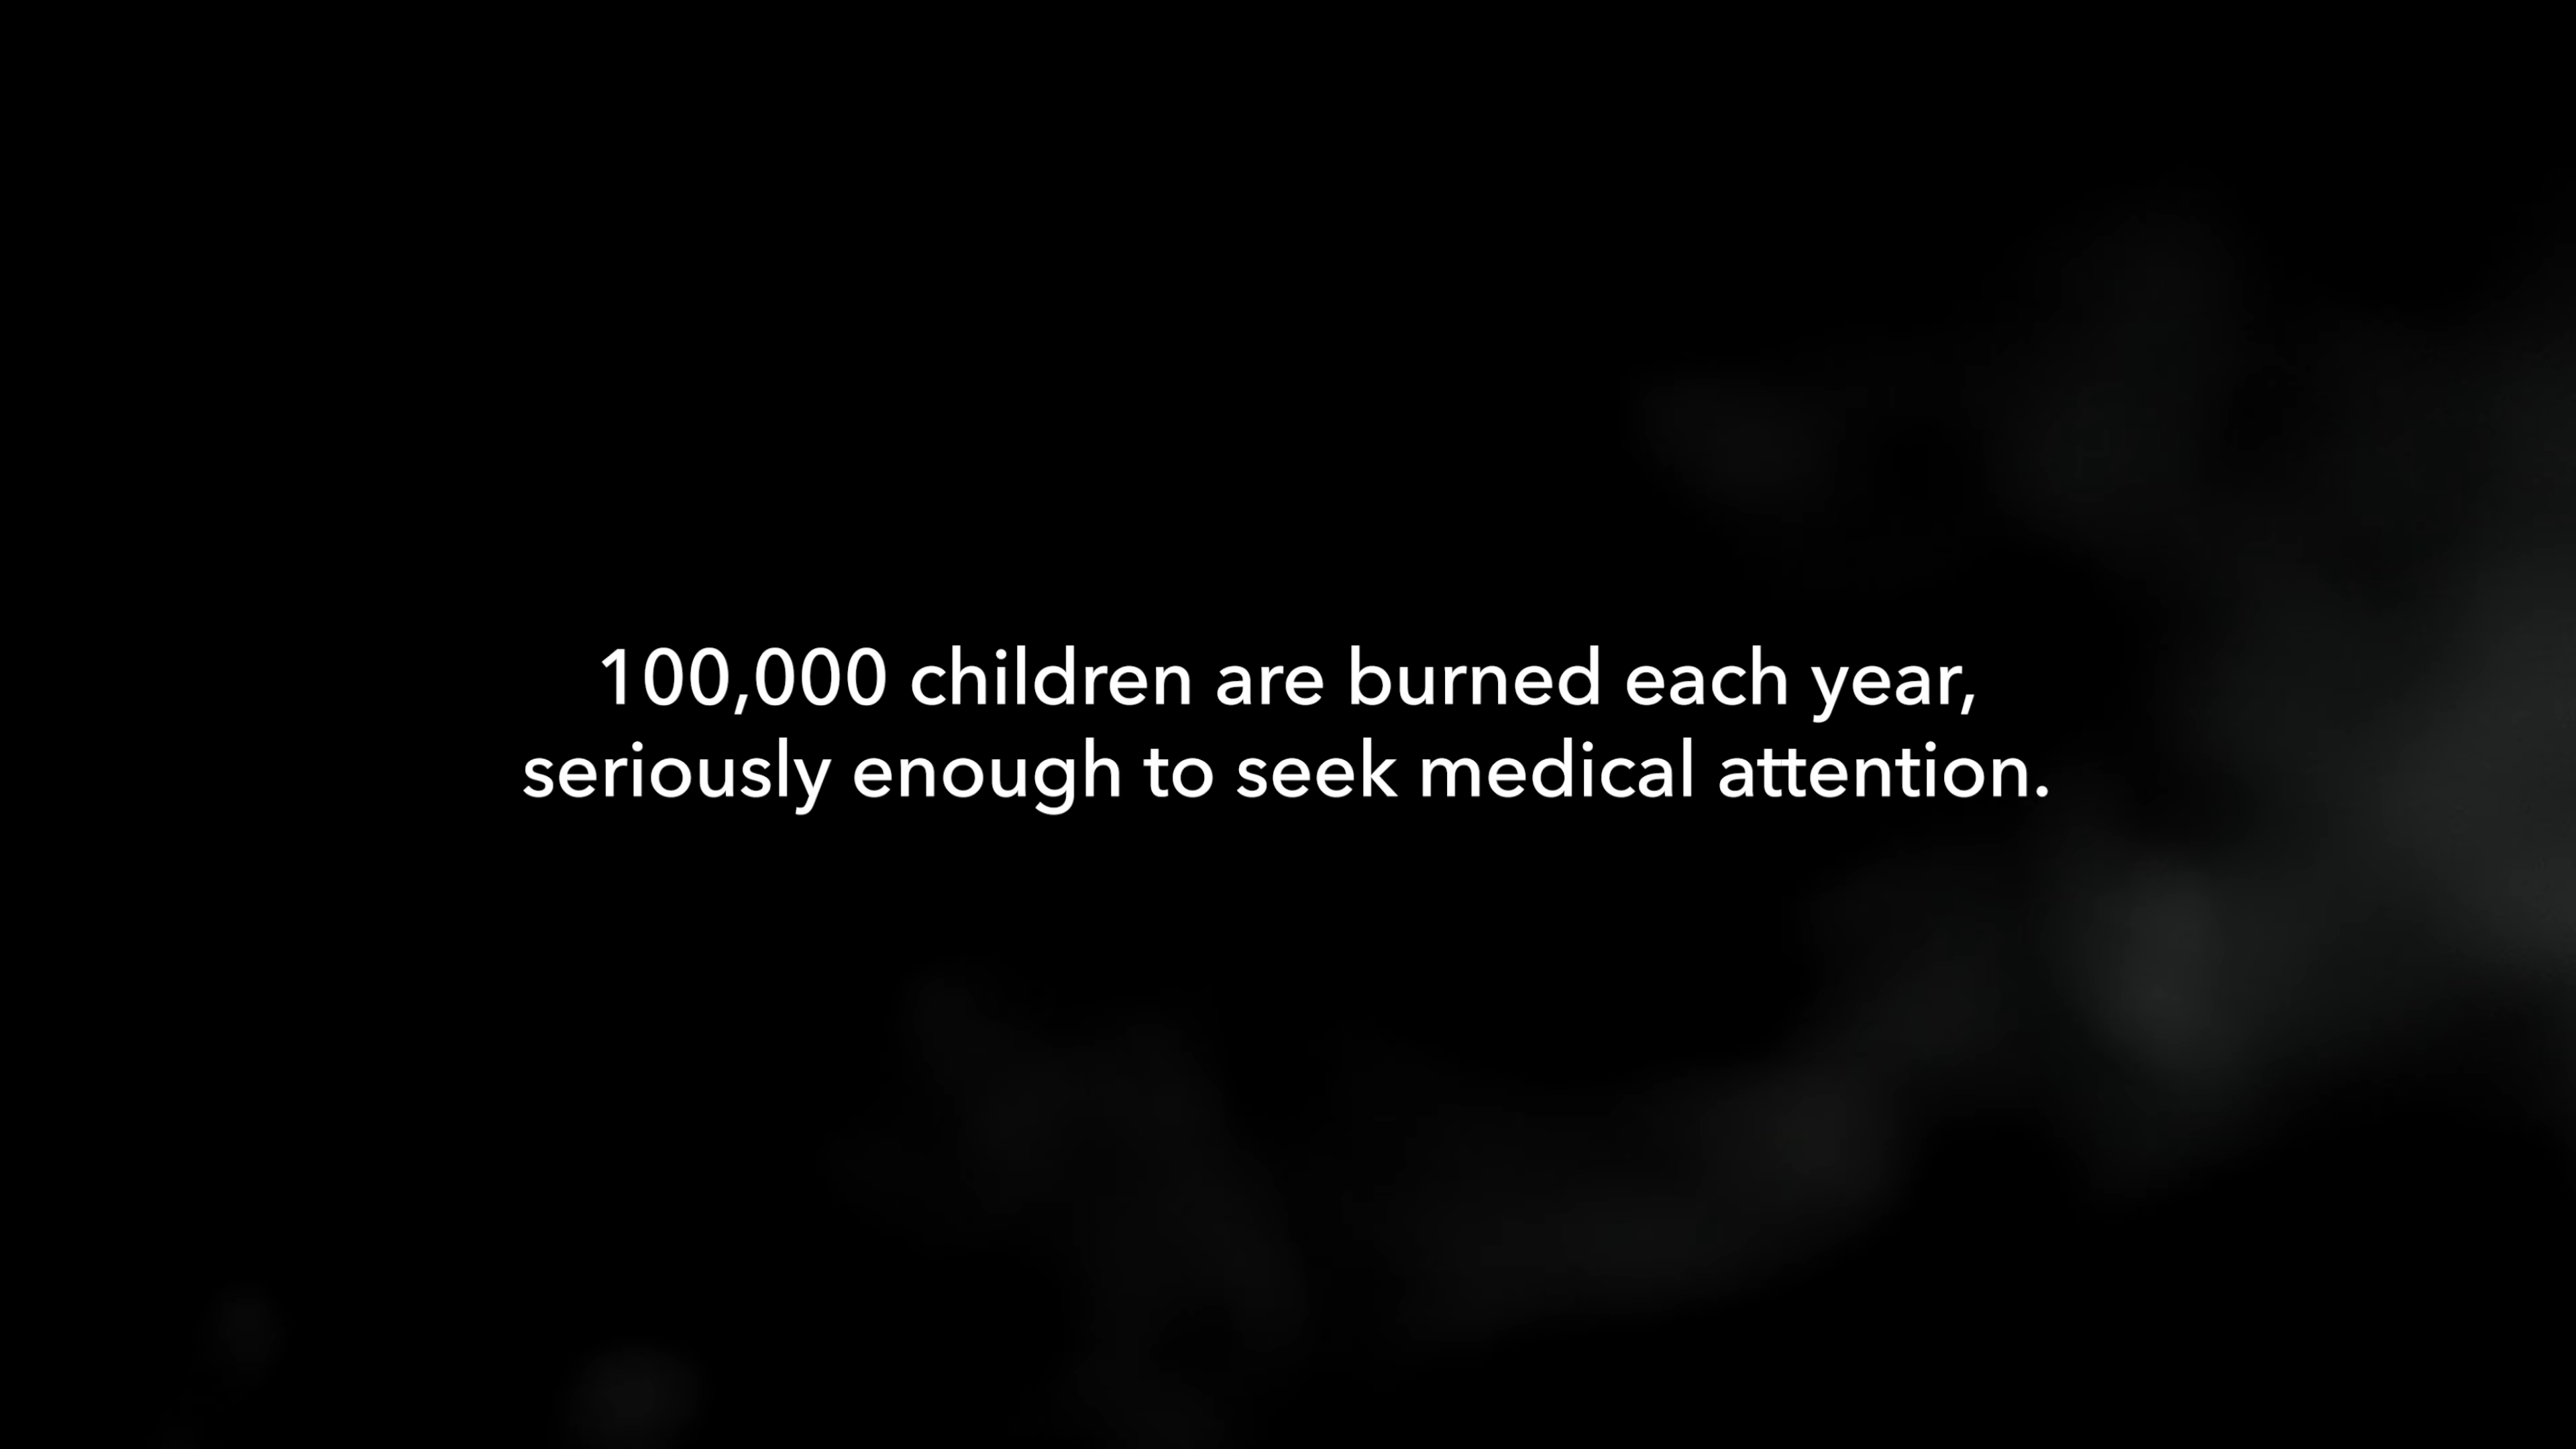 100,000 children are burned each year,
seriously enough to seek medical attention.